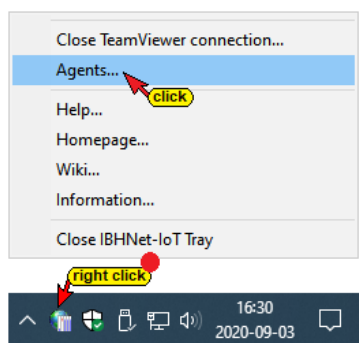 Close TeamViewer connection...
Agents...
click
Help...
Homepage...
Wiki...
Information...
Close IBHNet-IoT Tray
right click
16:30
2020-09-03